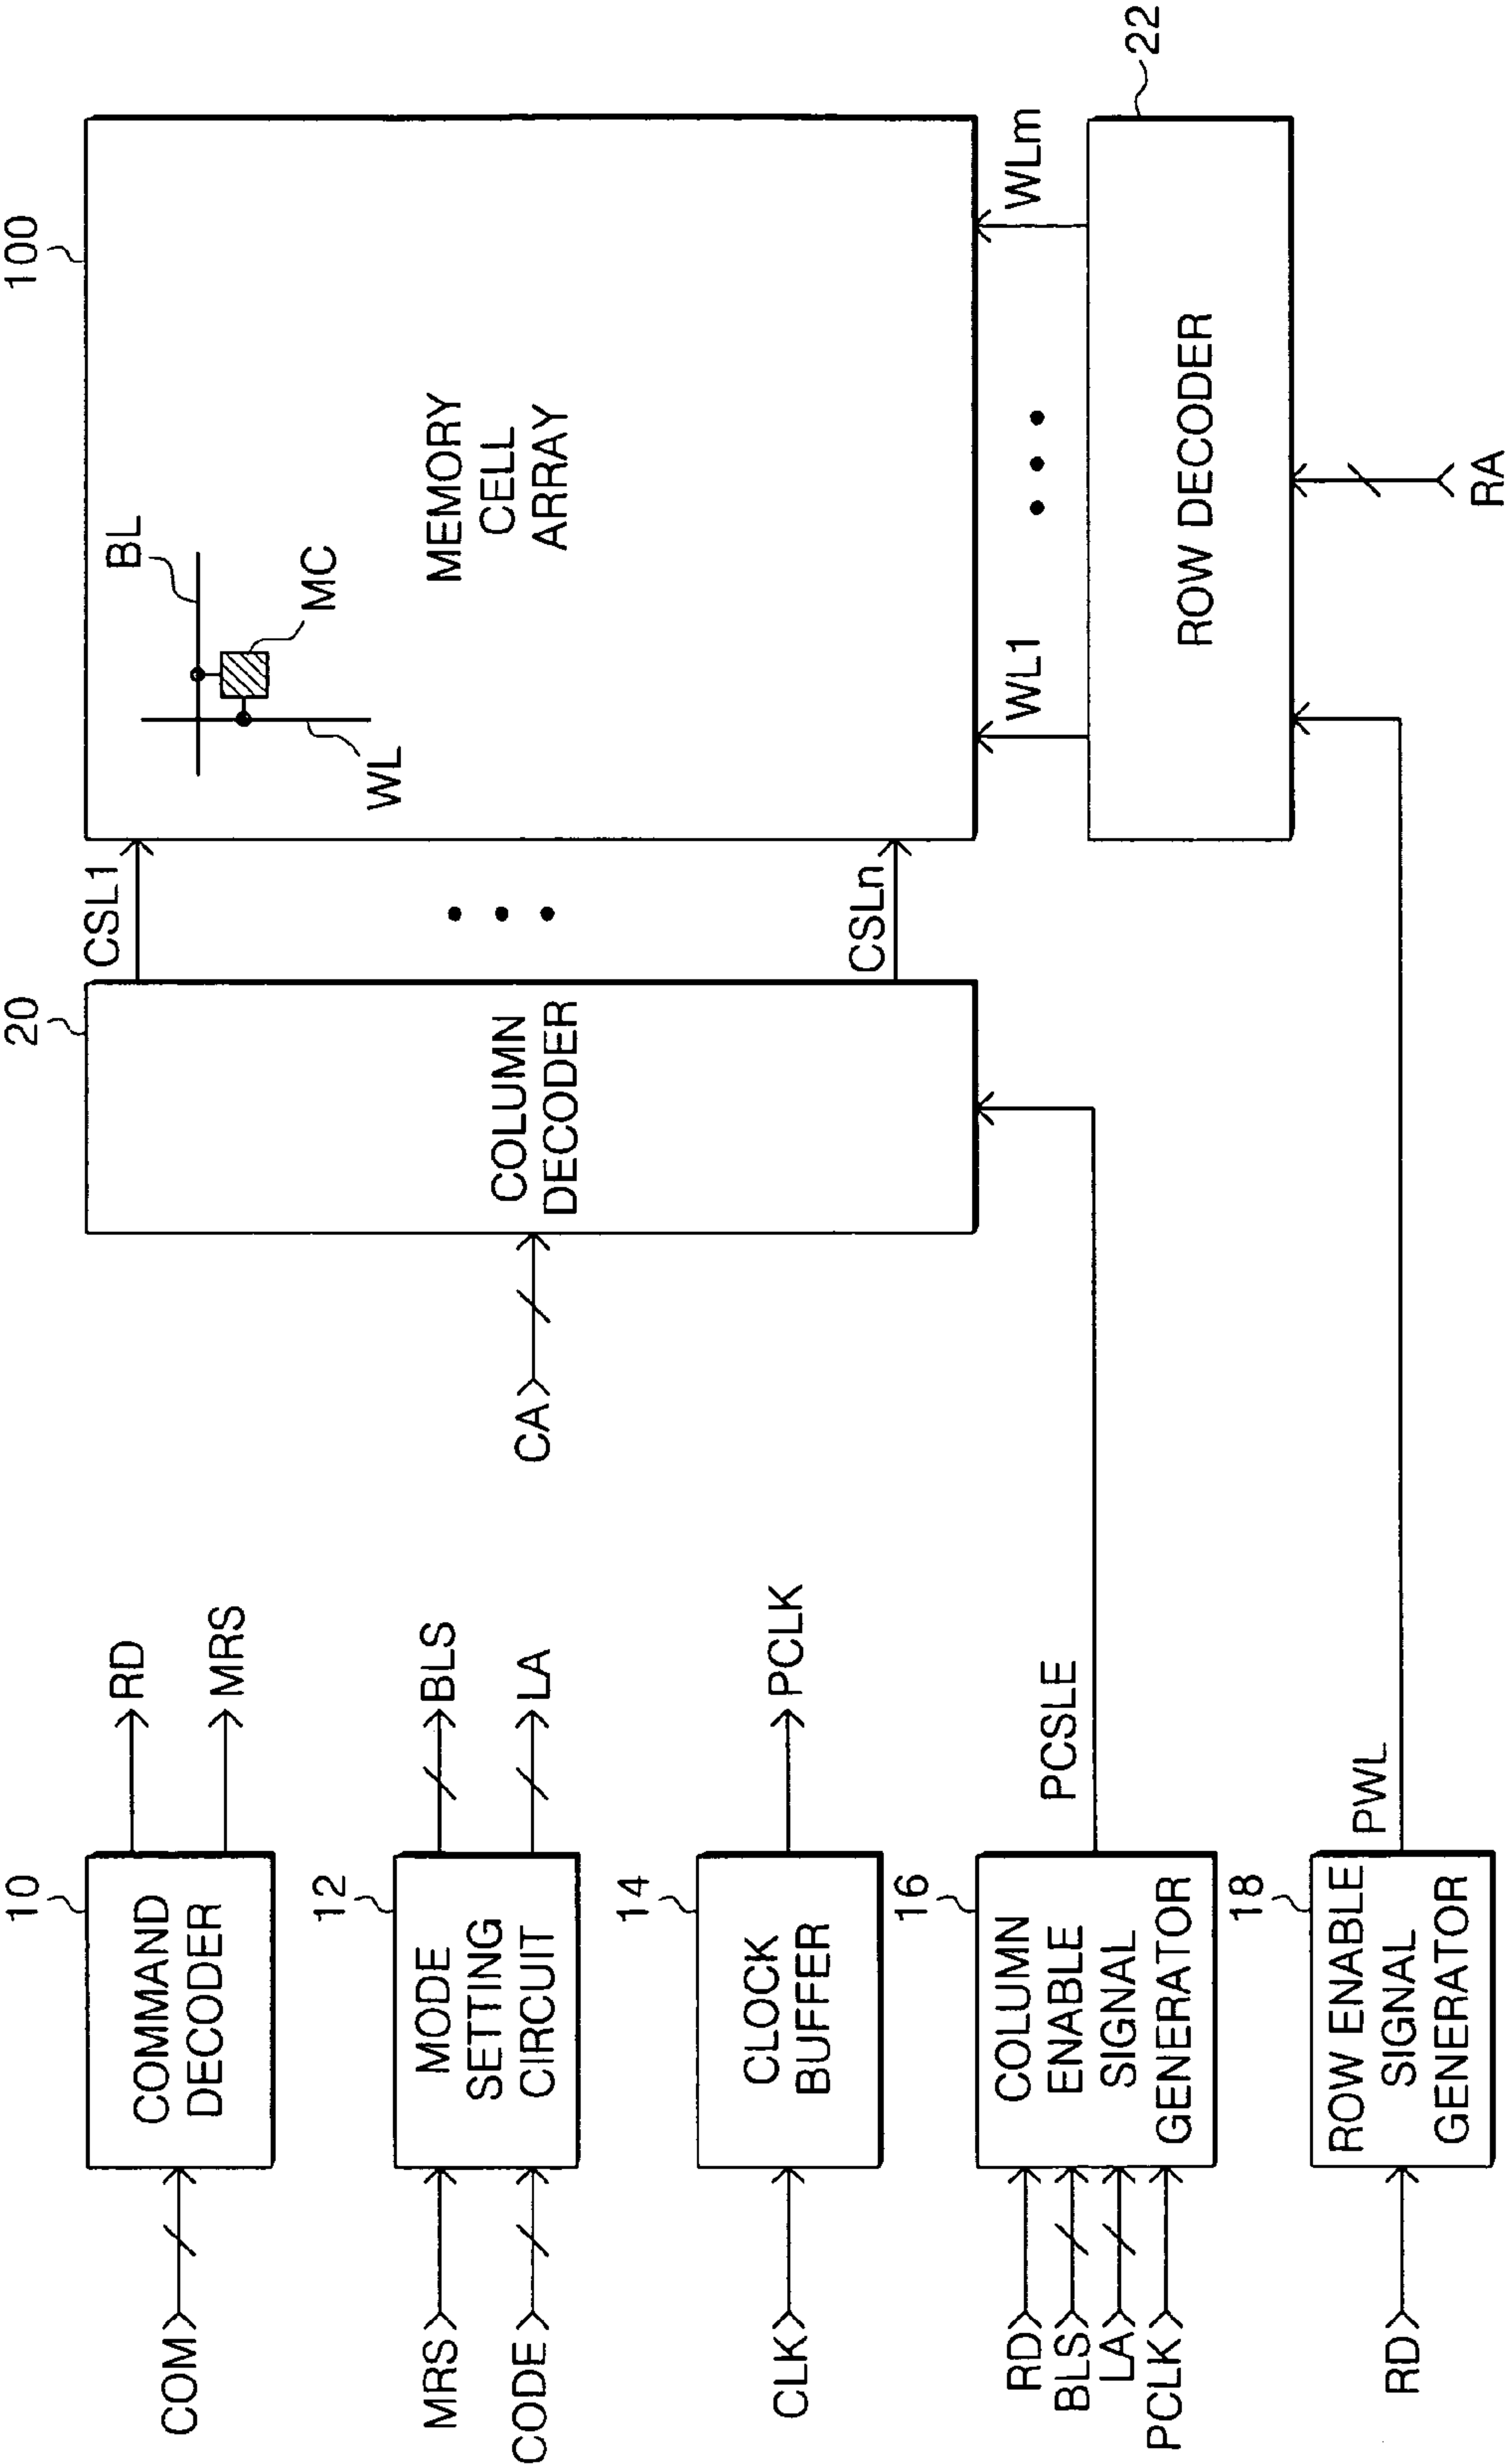 10
COM
COMMAND
DECODER
RD
MRS
12
MRS
CODE
MODE
SETTING
CIRCUIT
BLS
LA
14
CLK
CLOCK
BUFFER
PCLK
16
RD
BLS
LA
PCLK
COLUMN
ENABLE
SIGNAL
GENERATOR
PCSLE
18
RD
ROW ENABLE
SIGNAL
GENERATOR
PWL
20
CA
COLUMN
DECODER
CSL1
CSLn
100
BL
MC
WL
MEMORY
CELL
ARRAY
WL1
WLm
22
ROW DECODER
RA